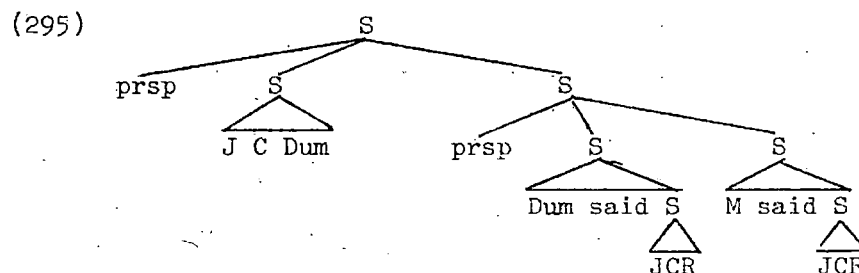 (295)
S
prsp S S
J C Dum prsp S S
Dum said S M said S
JCR JCR